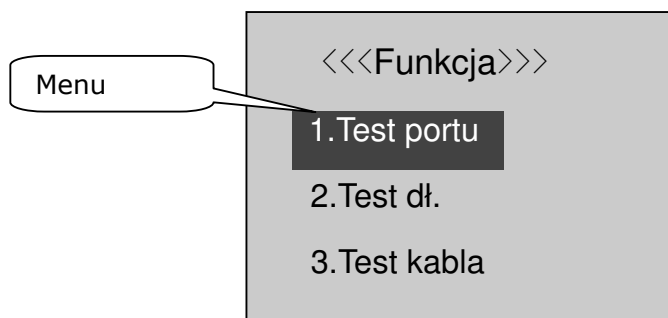 <<<Funkcja>>>
Menu
1.Test portu
2.Test dł.
3.Test kabla